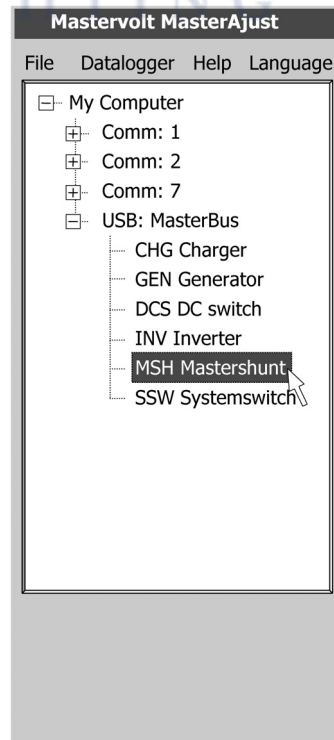 Mastervolt MasterAjust
File Datalogger Help Language
My Computer
Comm: 1
Comm: 2
Comm: 7
USB: MasterBus
CHG Charger
GEN Generator
DCS DC switch
INV Inverter
MSH Mastershunt
SSW Systemswitch